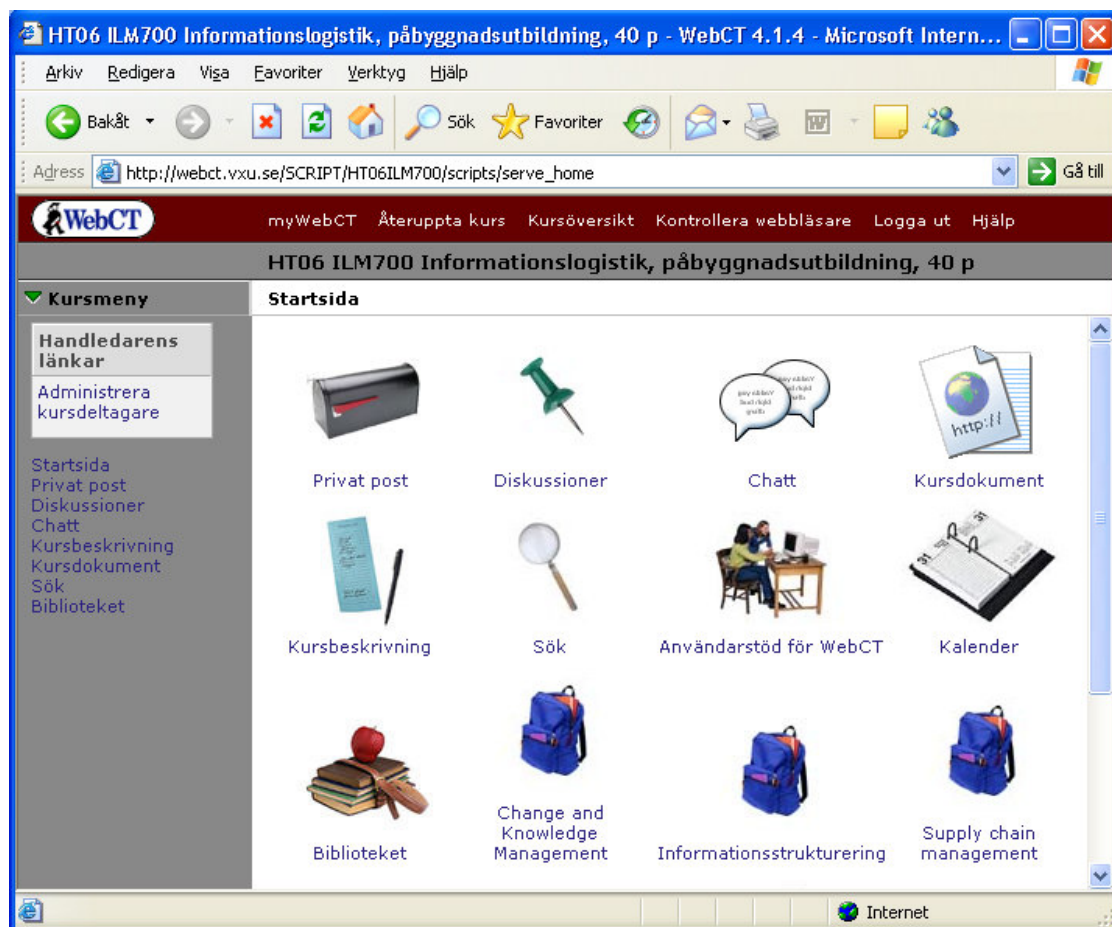 HT06 ILM700 Informationslogistik, påbyggnadsutbildning, 40 p - WebCT 4.1.4 - Microsoft Intern...
Arkiv Redigera Visa Favoriter Verktyg Hjälp
Bakåt Sök Favoriter
Adress http://webct.vxu.se/SCRIPT/HT06ILM700/scripts/serve_home Gå till
WebCT myWebCT Återuppta kurs Kursöversikt Kontrollera webbläsare Logga ut Hjälp
HT06 ILM700 Informationslogistik, påbyggnadsutbildning, 40 p
Kursmeny Startsida
Handledarens
länkar
Administrera
kursdeltagare
Startsida
Privat post
Diskussioner
Chatt
Kursbeskrivning
Kursdokument
Sök
Biblioteket
http://
Privat post Diskussioner Chatt Kursdokument
31 31
Kursbeskrivning Sök Användarstöd för WebCT Kalender
Biblioteket
Change and
Knowledge
Management
Informationsstrukturering
Supply chain
management
Internet